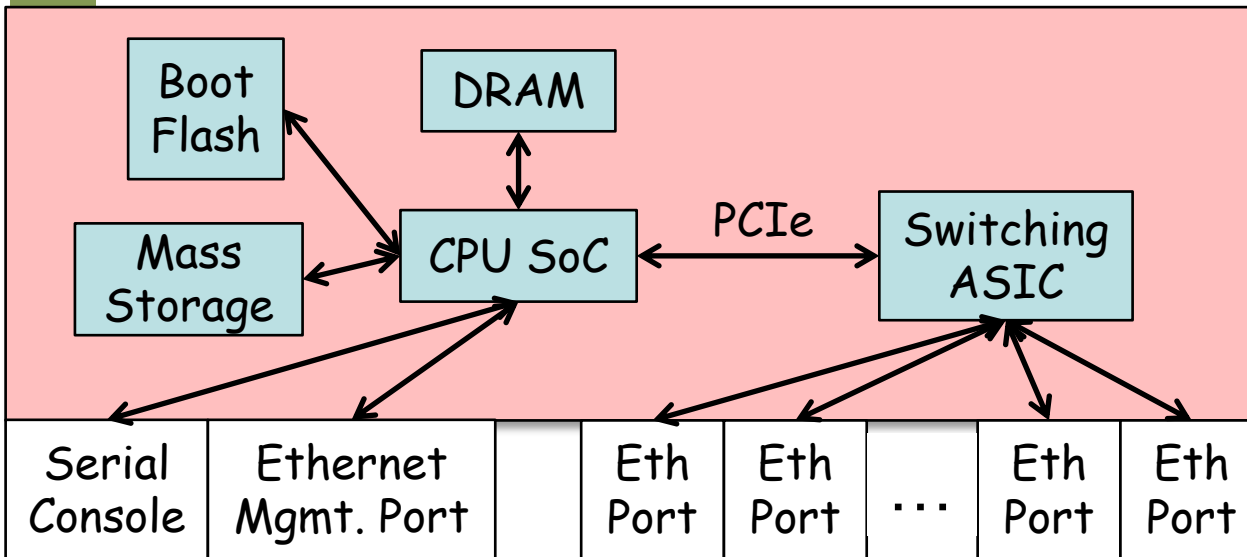 Boot
Flash
DRAM
Mass
Storage
CPU SoC
PCIe
Switching
ASIC
Serial
Console
Ethernet
Mgmt. Port
Eth
Port
Eth
Port
...
Eth
Port
Eth
Port